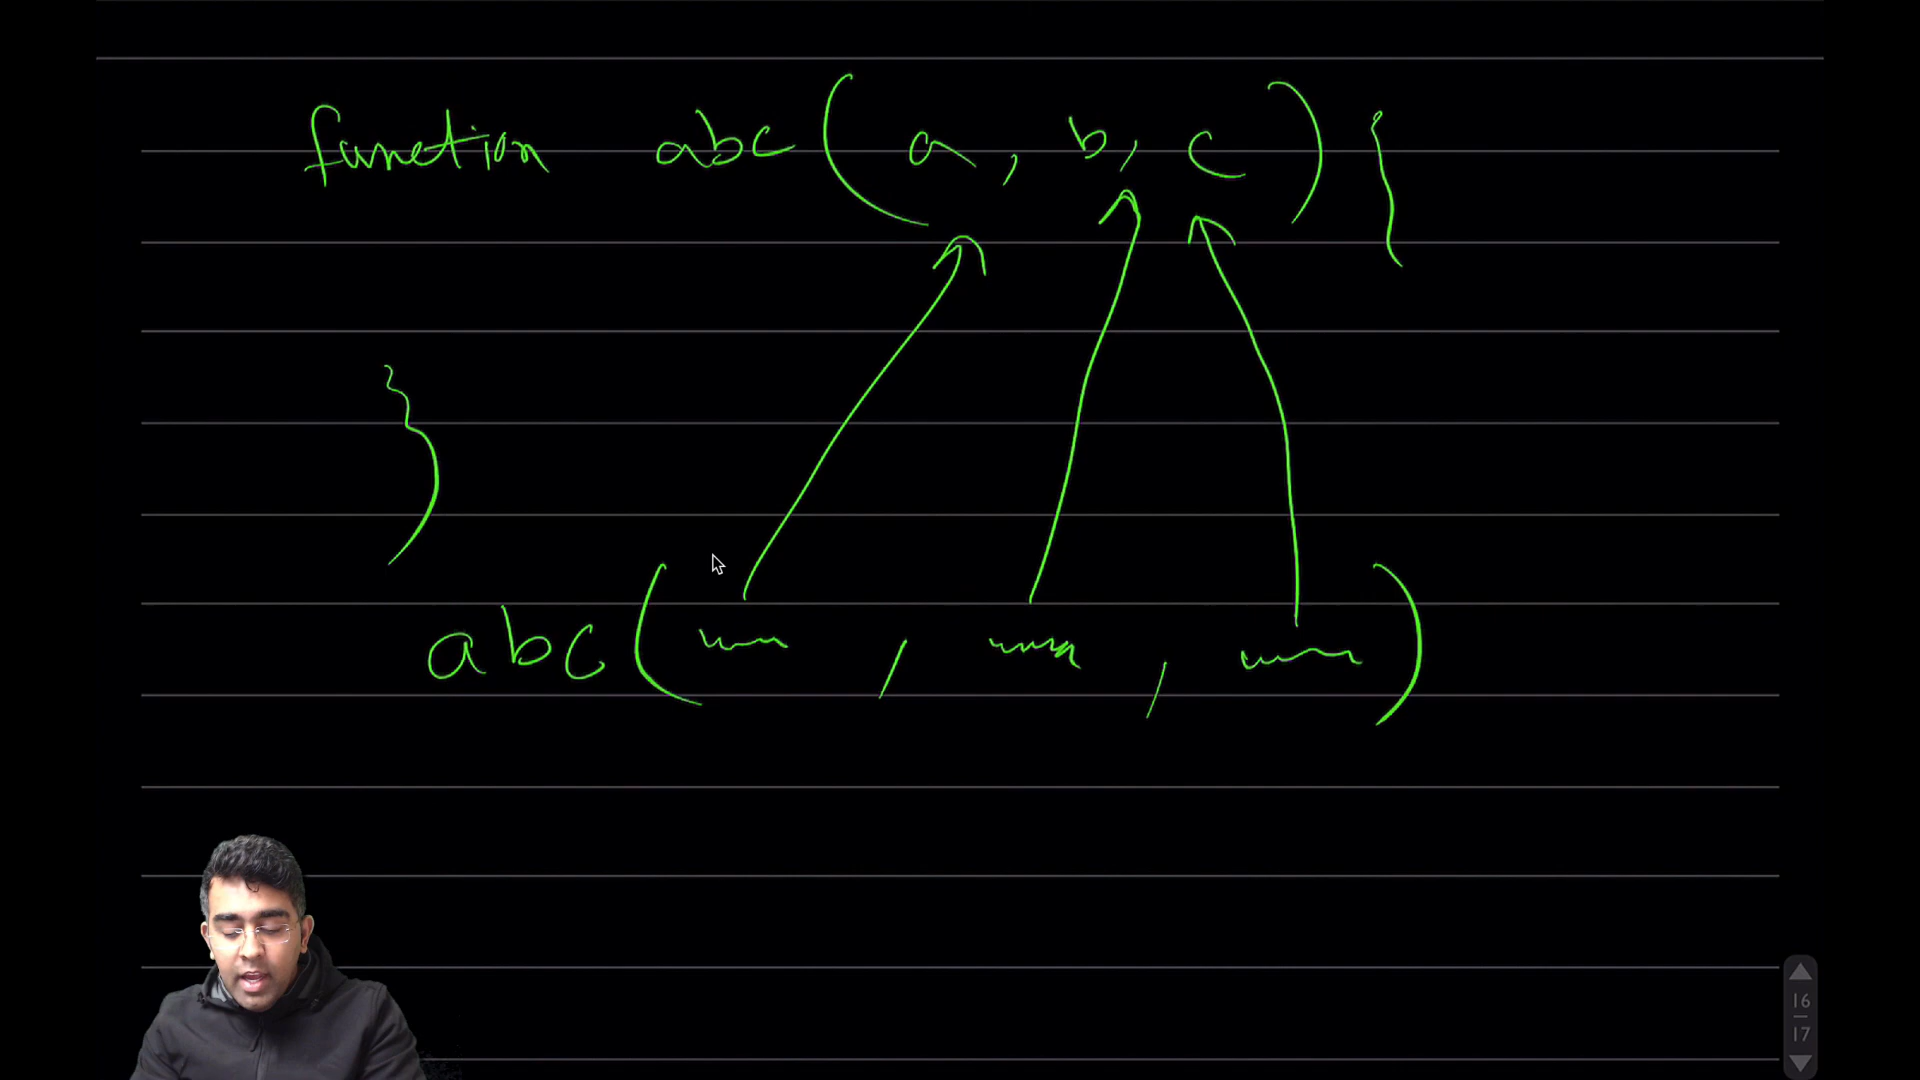 function abc(a, b, c){
}
abc( , , )
16
17